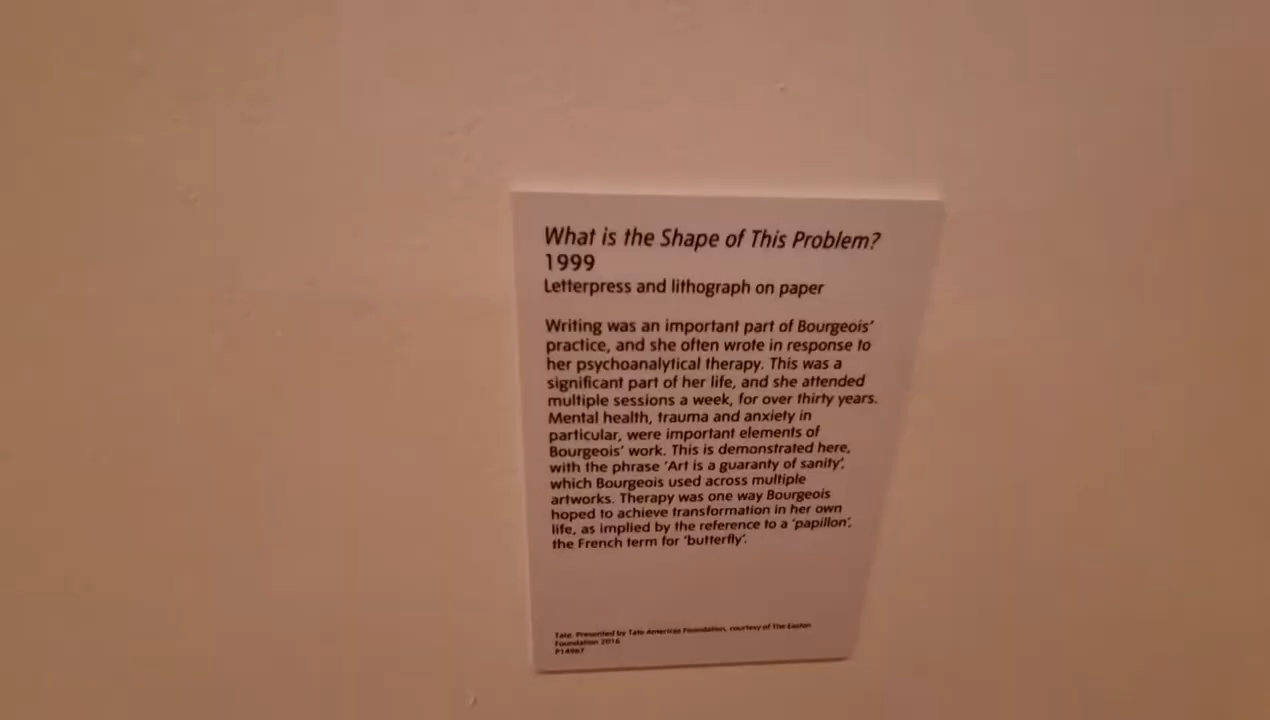 What is the Shape of This Problem?
1999
Letterpress and lithograph on paper
Writing was an important part of Bourgeois'
practice, and she often wrote in response to
her psychoanalytical therapy. This was a
significant part of her life, and she attended
multiple sessions a week, for over thirty years.
Mental health, trauma and anxiety in
particular, were important elements of
Bourgeois' work. This is demonstrated here,
with the phrase 'Art is a guaranty of sanity',
which Bourgeois used across multiple
artworks. Therapy was one way Bourgeois
hoped to achieve transformation in her own
life, as implied by the reference to a 'papillon',
the French term for 'butterfly'.
Tate. Presented by Tate Americas Foundation, courtesy of The Easton
Foundation 2016
P14967